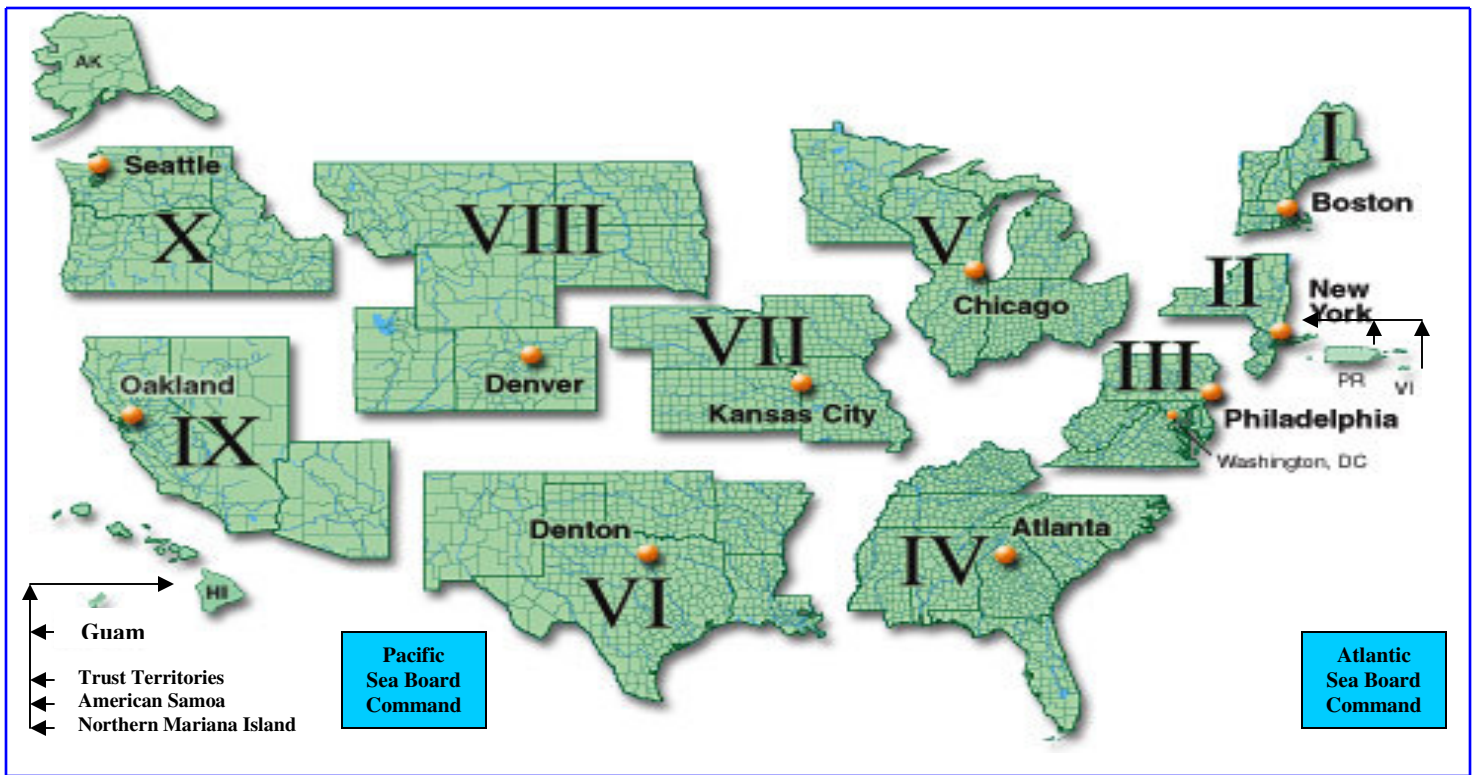 AK
Seattle
X
VIII
V
Chicago
I
Boston
II
New
York
PR
VI
III
Philadelphia
Washington, DC
VII
Kansas City
Denver
Oakland
IX
HI
Denton
VI
Atlanta
IV
Guam
Trust Territories
American Samoa
Northern Mariana Island
Pacific
Sea Board
Command
Atlantic
Sea Board
Command